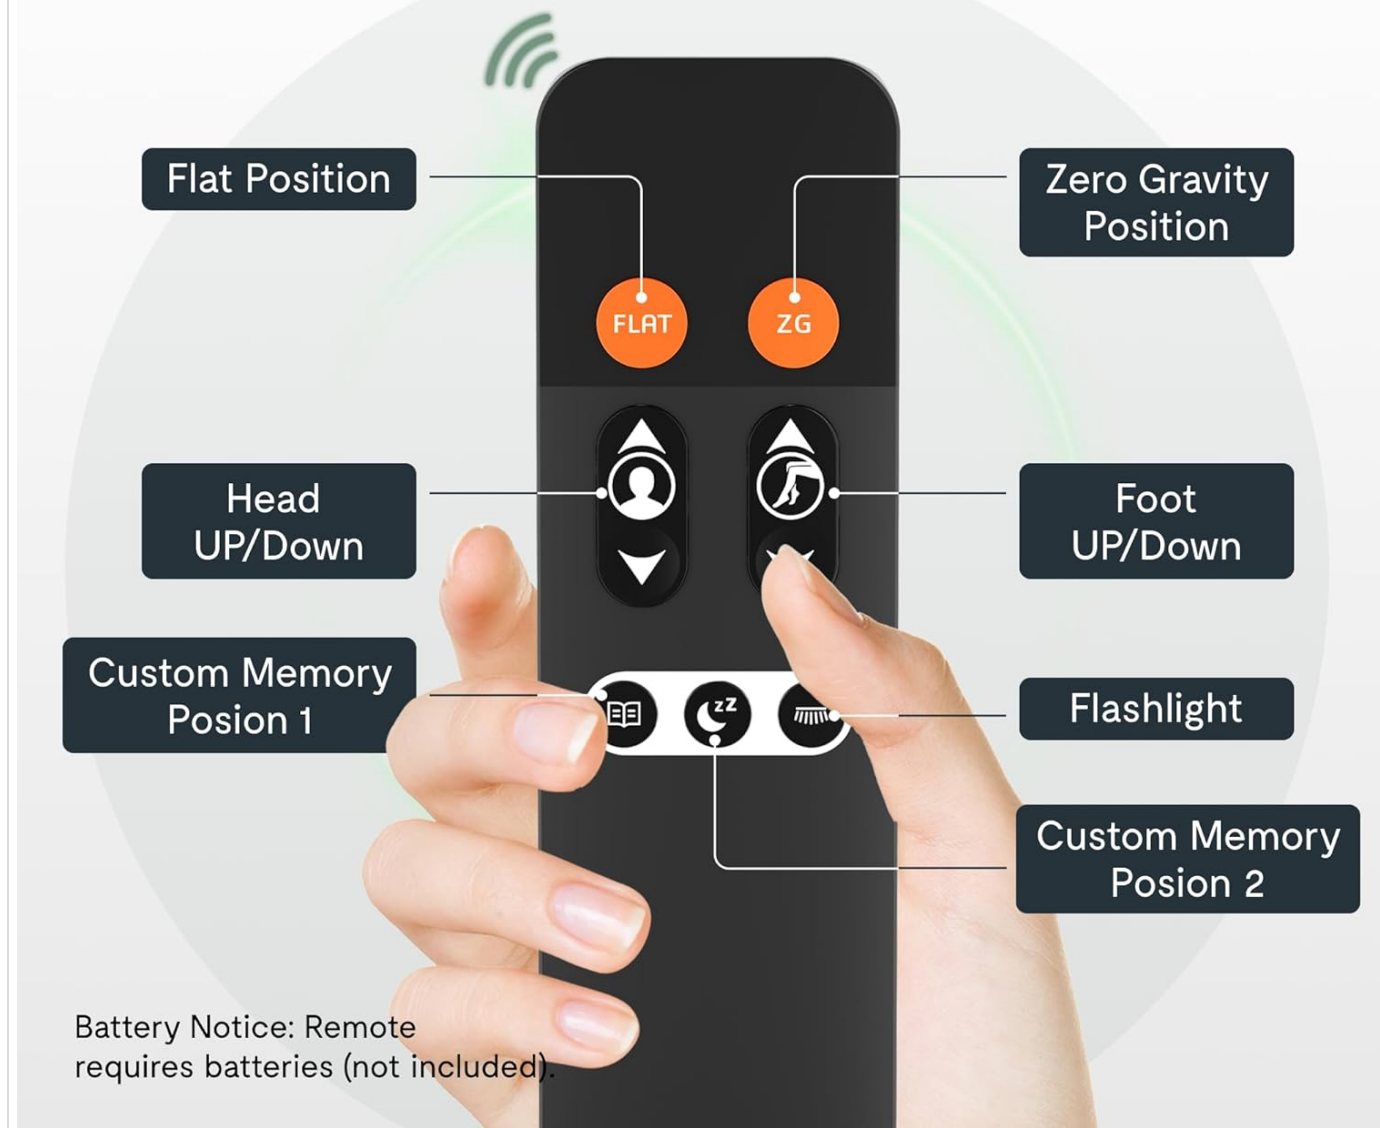 Flat Position
Zero Gravity
Position
FLAT
ZG
Head
UP/Down
Foot
UP/Down
Custom Memory
Posion 1
zZ
Flashlight
Custom Memory
Posion 2
Battery Notice: Remote
requires batteries (not included).